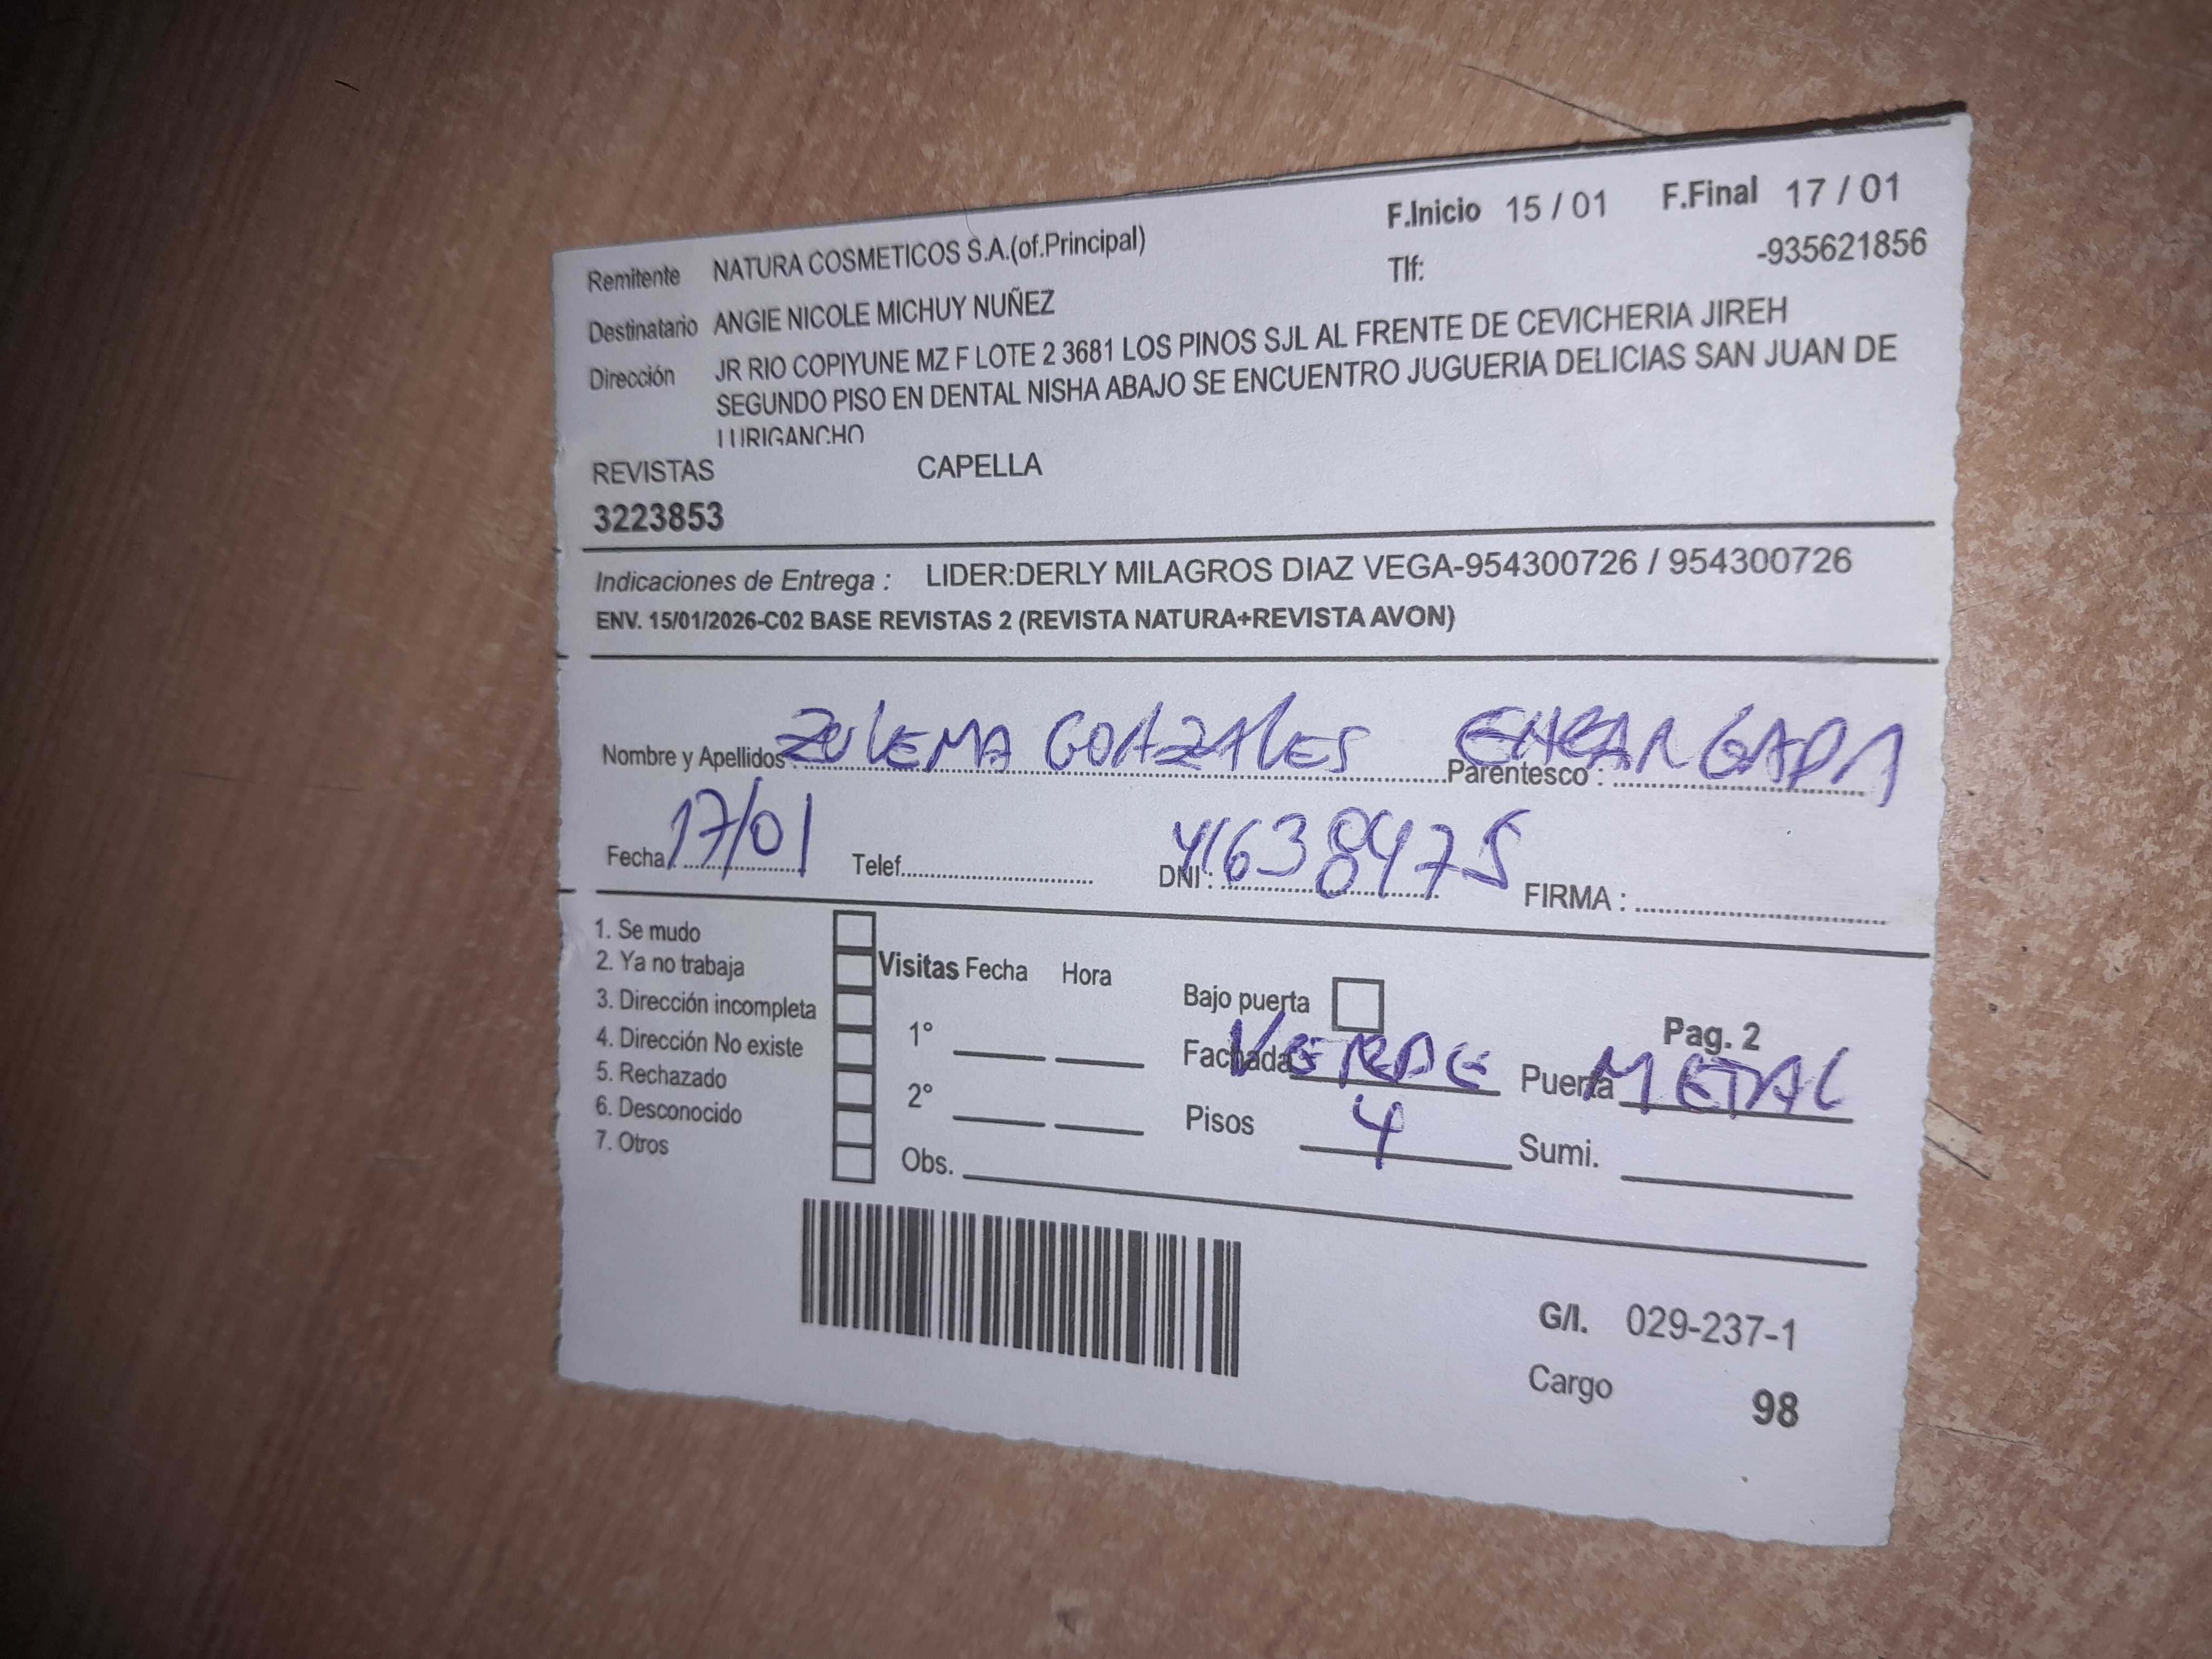 F.Inicio 15 / 01 F.Final 17 / 01
Remitente NATURA COSMETICOS S.A.(of.Principal) Tlf: -935621856
Destinatario ANGIE NICOLE MICHUY NUÑEZ
Dirección JR RIO COPIYUNE MZ F LOTE 2 3681 LOS PINOS SJL AL FRENTE DE CEVICHERIA JIREH
SEGUNDO PISO EN DENTAL NISHA ABAJO SE ENCUENTRO JUGUERIA DELICIAS SAN JUAN DE
LURIGANCHO
REVISTAS CAPELLA
3223853
Indicaciones de Entrega : LIDER:DERLY MILAGROS DIAZ VEGA-954300726 / 954300726
ENV. 15/01/2026-C02 BASE REVISTAS 2 (REVISTA NATURA+REVISTA AVON)
Nombre y Apellidos : ZULEMA GONZALES Parentesco : ENCARGADA
Fecha 17/01 Telef. DNI : 41638475 FIRMA :
1. Se mudo
2. Ya no trabaja
3. Dirección incompleta
4. Dirección No existe
5. Rechazado
6. Desconocido
7. Otros
Visitas Fecha Hora
1°
2°
Obs.
Bajo puerta
Pag. 2
Fachada VERDE Puerta METAL
Pisos 4 Sumi.
G/I. 029-237-1
Cargo 98